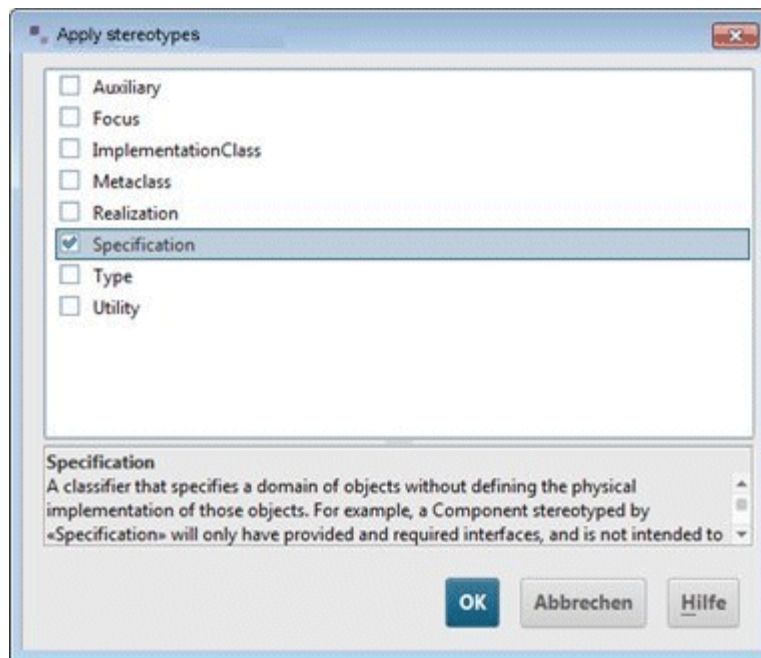 Apply stereotypes
Auxiliary
Focus
ImplementationClass
Metaclass
Realization
Specification
Type
Utility
Specification
A classifier that specifies a domain of objects without defining the physical
implementation of those objects. For example, a Component stereotyped by
«Specification» will only have provided and required interfaces, and is not intended to
OK Abbrechen Hilfe